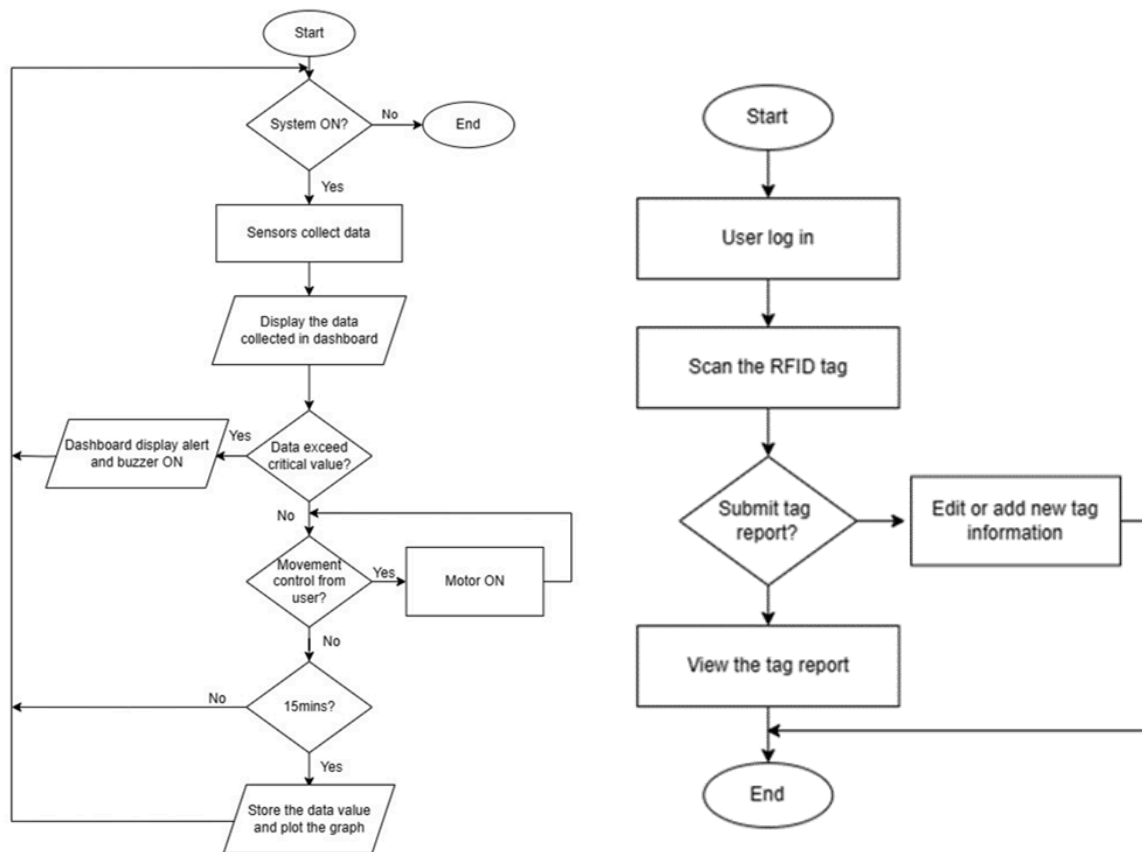 Start
System ON?
No
End
Yes
Sensors collect data
Display the data
collected in dashboard
Data exceed
critical value?
Yes
Dashboard display alert
and buzzer ON
No
Movement
control from
user?
Yes
Motor ON
No
15mins?
No
Yes
Store the data value
and plot the graph
Start
User log in
Scan the RFID tag
Submit tag
report?
Edit or add new tag
information
View the tag report
End